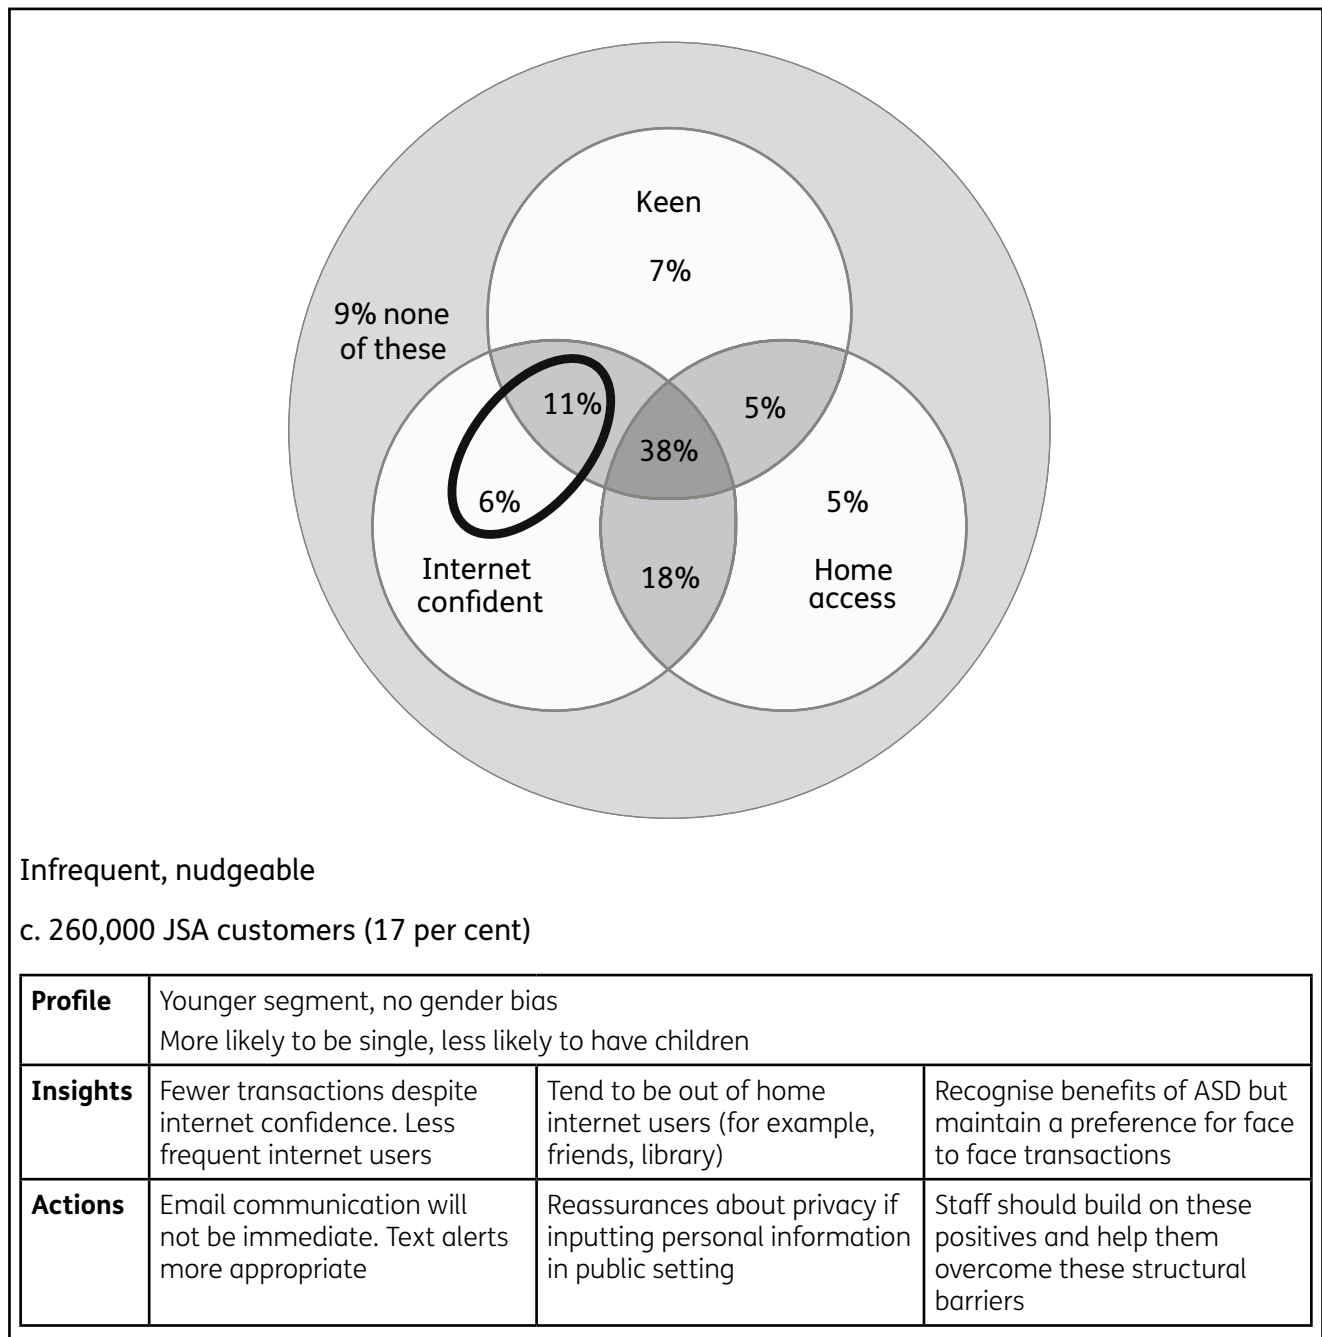 Keen
7%
9% none
of these
11%
5%
38%
6%
5%
Internet
confident
18%
Home
access
Infrequent, nudgeable
c. 260,000 JSA customers (17 per cent)
Profile
Younger segment, no gender bias
More likely to be single, less likely to have children
Insights
Fewer transactions despite
internet confidence. Less
frequent internet users
Tend to be out of home
internet users (for example,
friends, library)
Recognise benefits of ASD but
maintain a preference for face
to face transactions
Actions
Email communication will
not be immediate. Text alerts
more appropriate
Reassurances about privacy if
inputting personal information
in public setting
Staff should build on these
positives and help them
overcome these structural
barriers